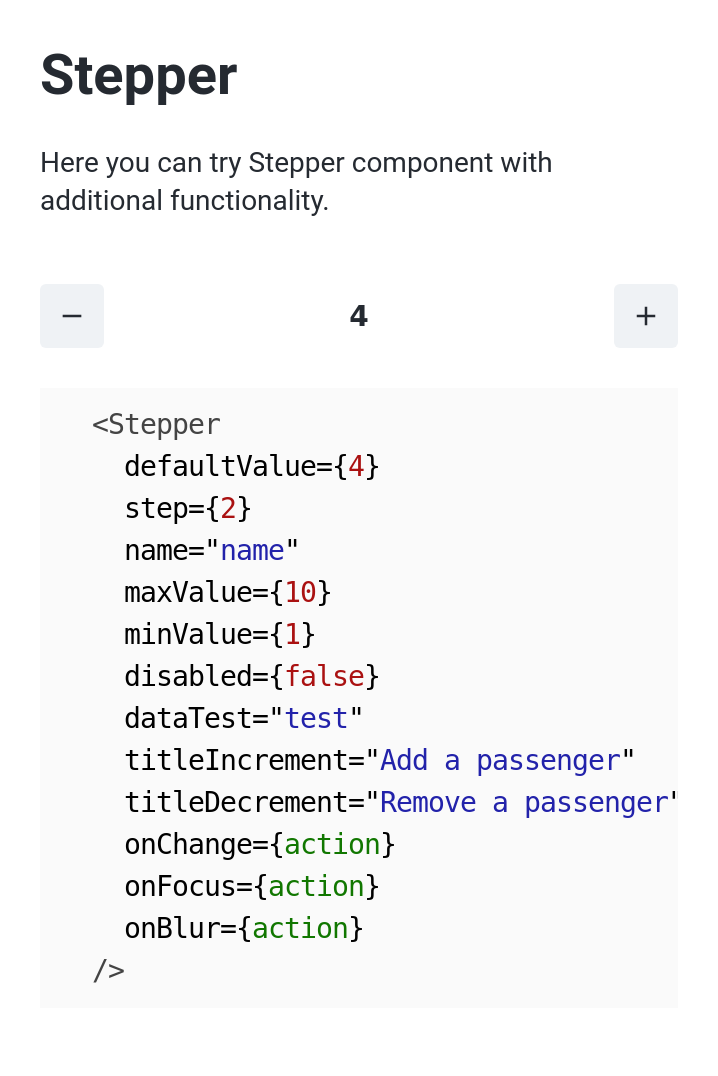 Stepper
Here you can try Stepper component with
additional functionality.
− 4 +
<Stepper
defaultValue={4}
step={2}
name="name"
maxValue={10}
minValue={1}
disabled={false}
dataTest="test"
titleIncrement="Add a passenger"
titleDecrement="Remove a passenger"
onChange={action}
onFocus={action}
onBlur={action}
/>